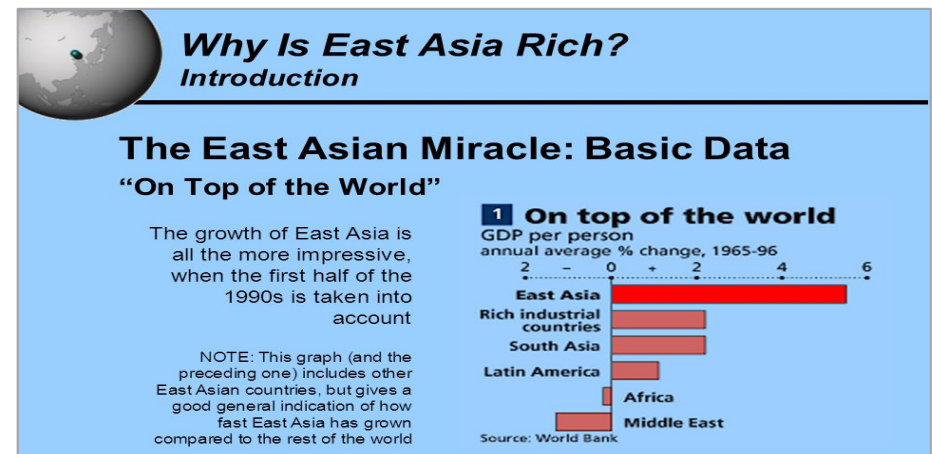 Why Is East Asia Rich?
Introduction
The East Asian Miracle: Basic Data
“On Top of the World”
The growth of East Asia is
all the more impressive,
when the first half of the
1990s is taken into
account
NOTE: This graph (and the
preceding one) includes other
East Asian countries, but gives a
good general indication of how
fast East Asia has grown
compared to the rest of the world
1 On top of the world
GDP per person
annual average % change, 1965-96
2 – 0 + 2 4 6
East Asia
Rich industrial
countries
South Asia
Latin America
Africa
Middle East
Source: World Bank